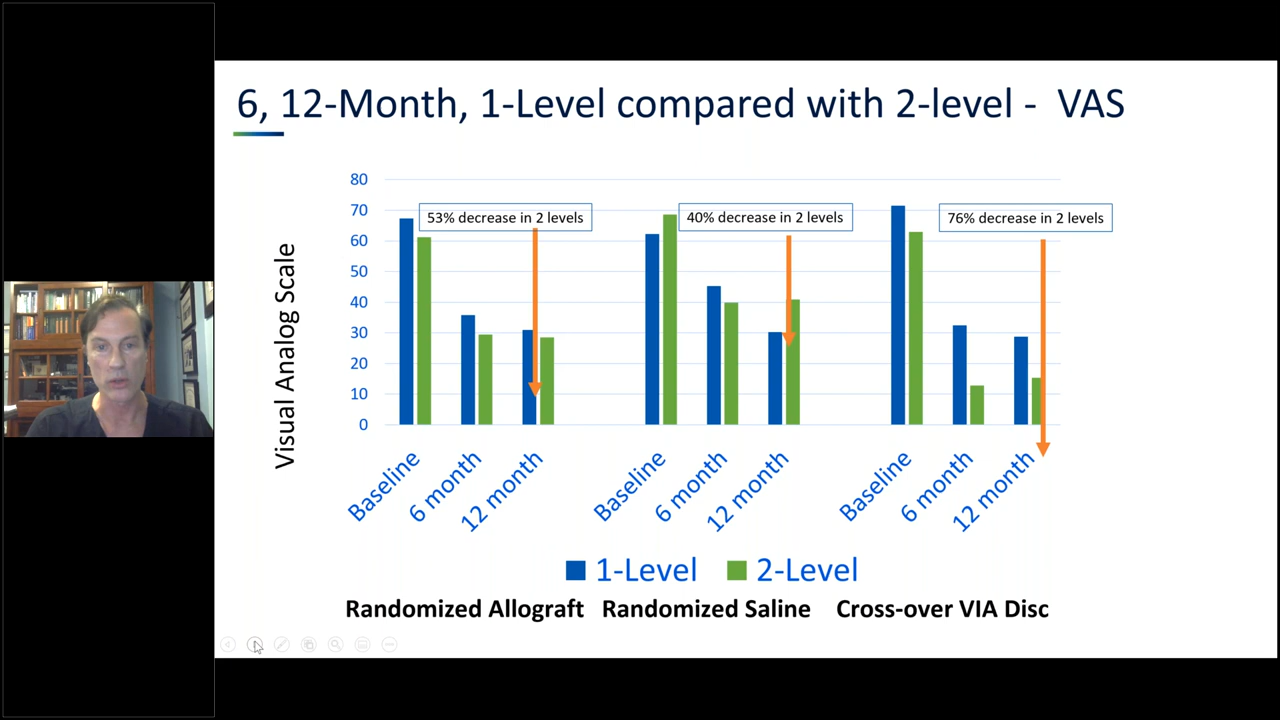 6, 12-Month, 1-Level compared with 2-level - VAS
Visual Analog Scale
80
70
60
50
40
30
20
10
0
53% decrease in 2 levels
40% decrease in 2 levels
76% decrease in 2 levels
Baseline
6 month
12 month
Baseline
6 month
12 month
Baseline
6 month
12 month
1-Level
2-Level
Randomized Allograft
Randomized Saline
Cross-over VIA Disc